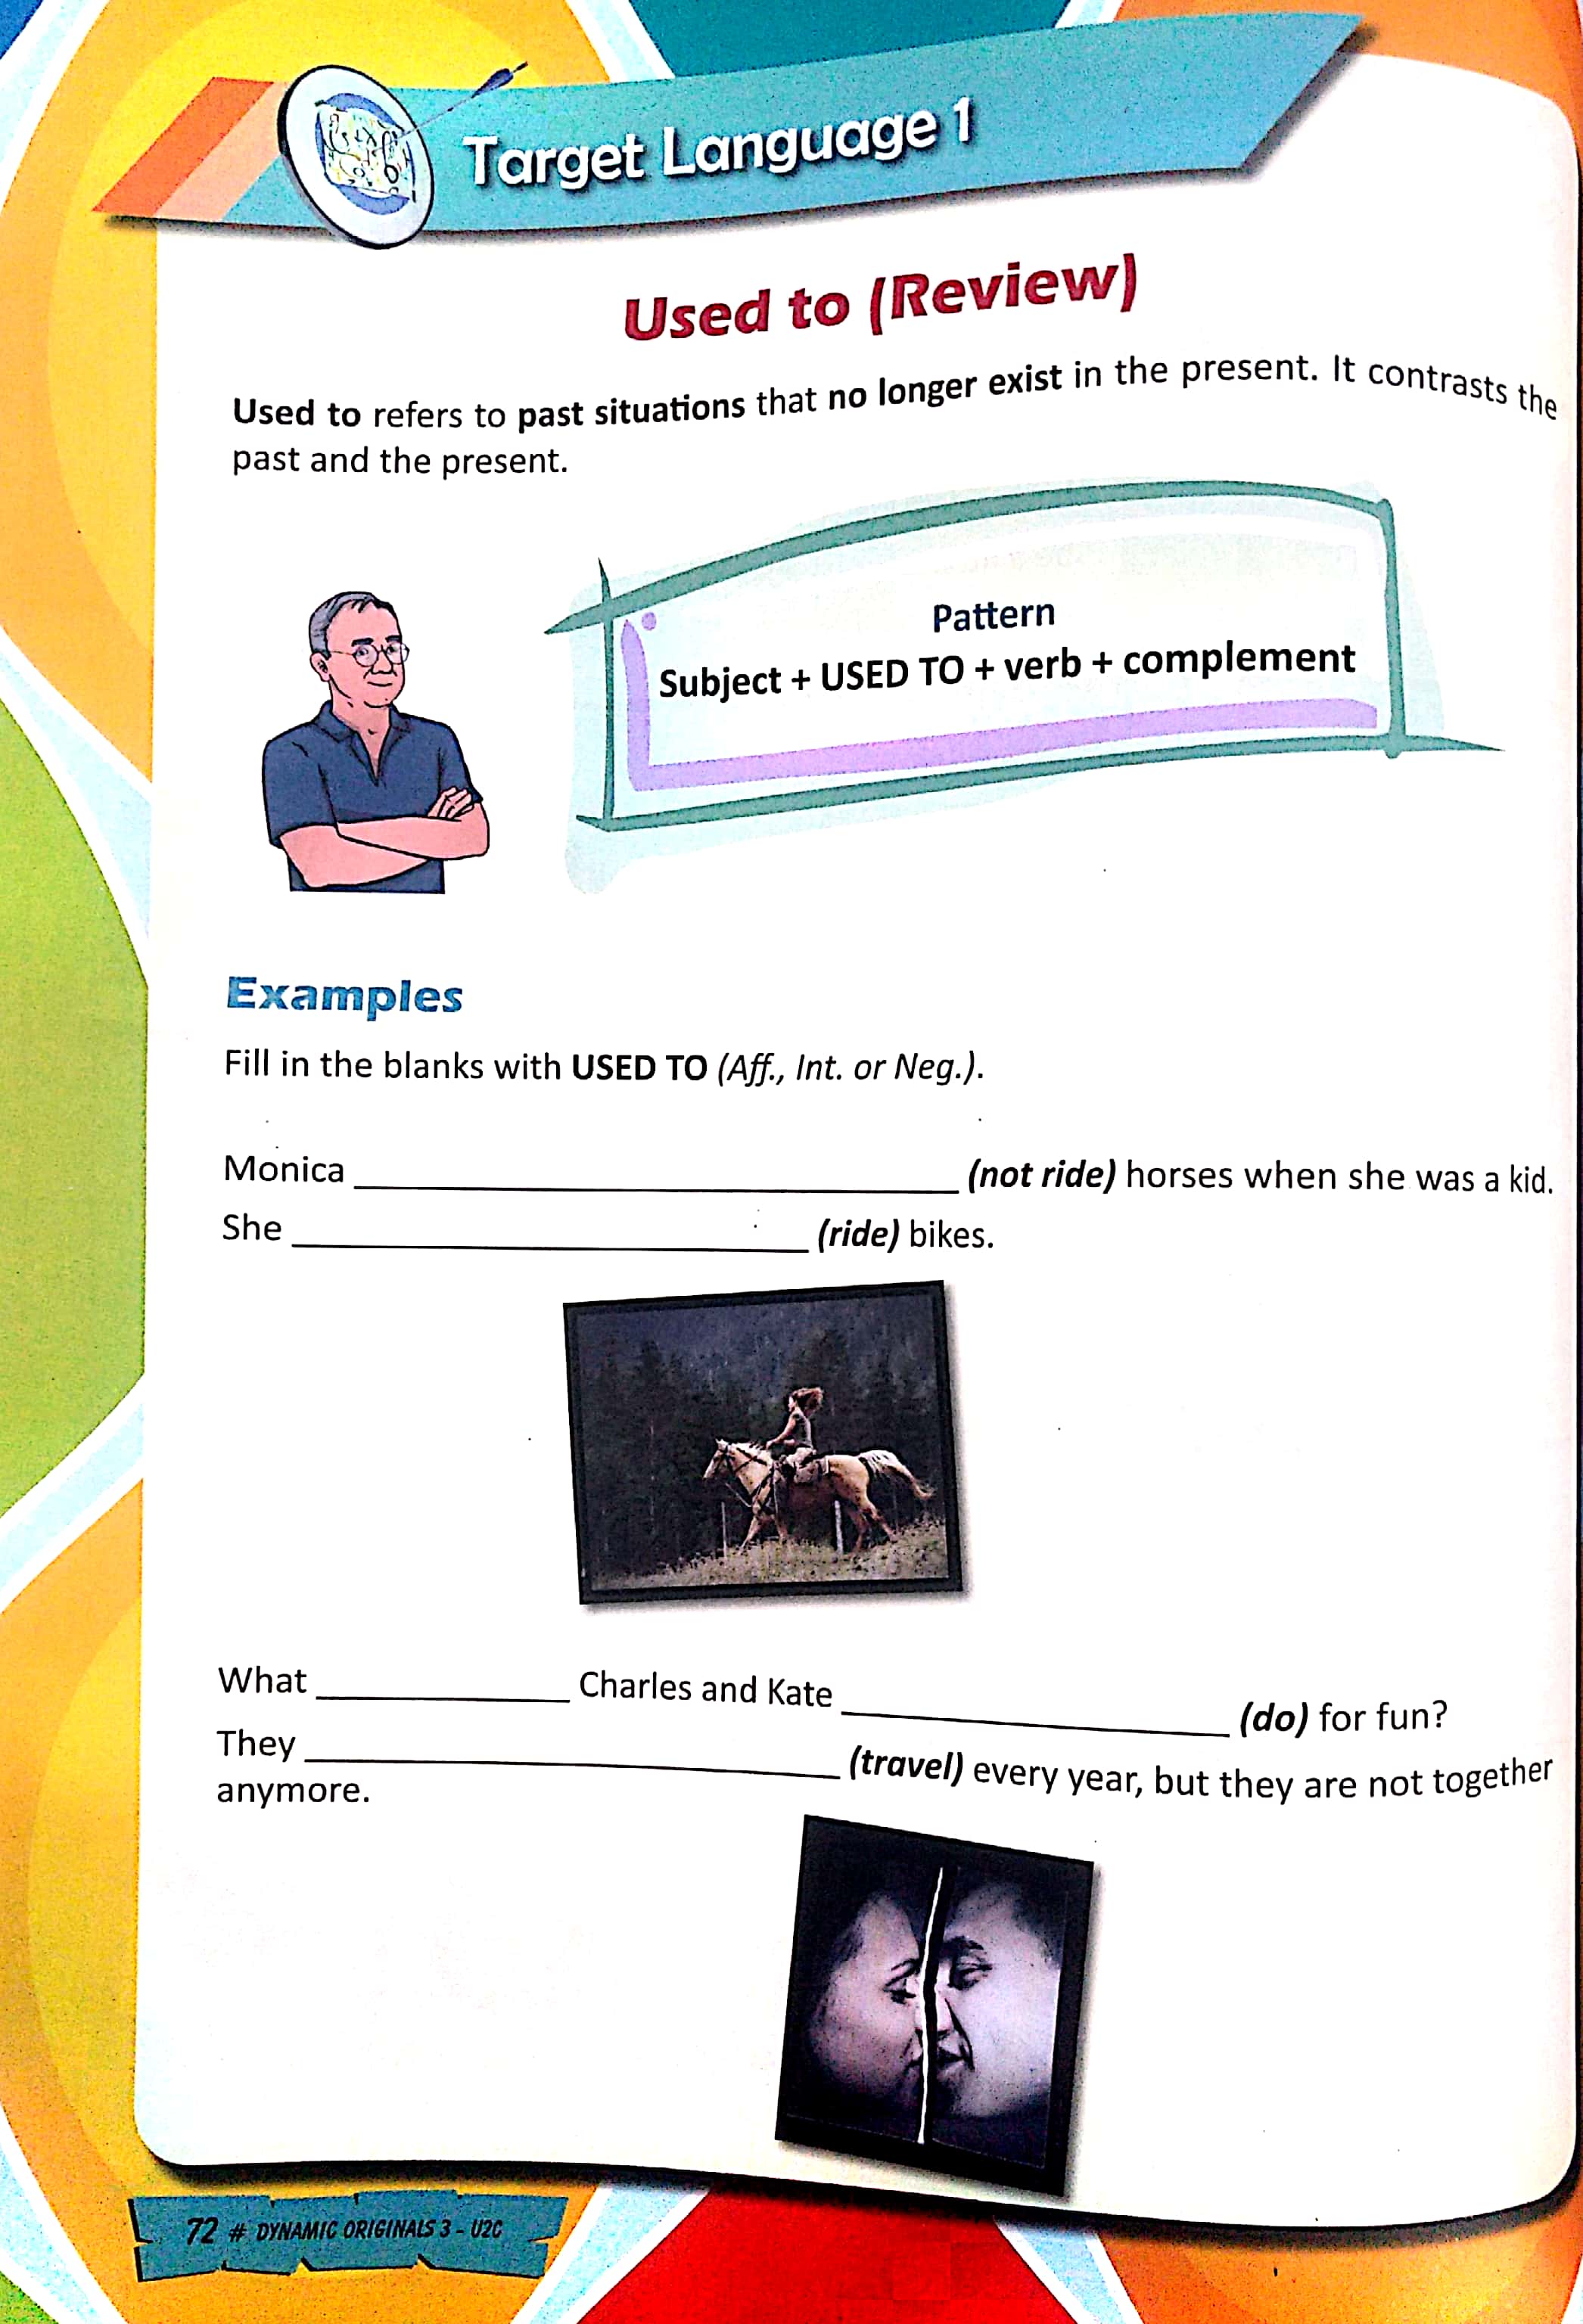 Target Language 1
Used to (Review)
Used to refers to past situations that no longer exist in the present. It contrasts the
past and the present.
Pattern
Subject + USED TO + verb + complement
Examples
Fill in the blanks with USED TO (Aff., Int. or Neg.).
Monica ______________________ (not ride) horses when she was a kid.
She ______________________ (ride) bikes.
What __________ Charles and Kate ________________ (do) for fun?
They ______________________ (travel) every year, but they are not together
anymore.
72 # DYNAMIC ORIGINALS 3 - U2C